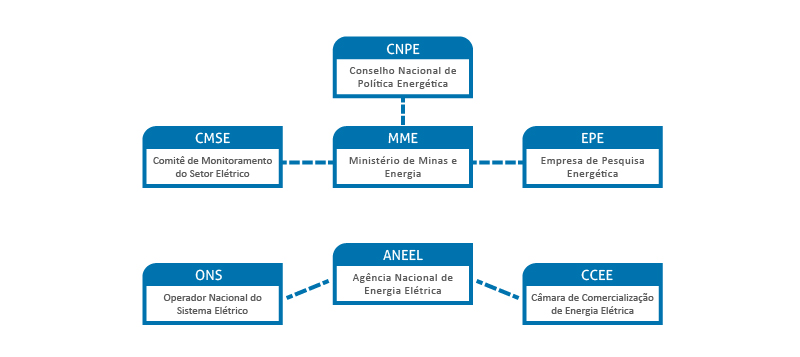 CNPE
Conselho Nacional de
Política Energética
CMSE
Comitê de Monitoramento
do Setor Elétrico
MME
Ministério de Minas e
Energia
EPE
Empresa de Pesquisa
Energética
ONS
Operador Nacional do
Sistema Elétrico
ANEEL
Agência Nacional de
Energia Elétrica
CCEE
Câmara de Comercialização
de Energia Elétrica